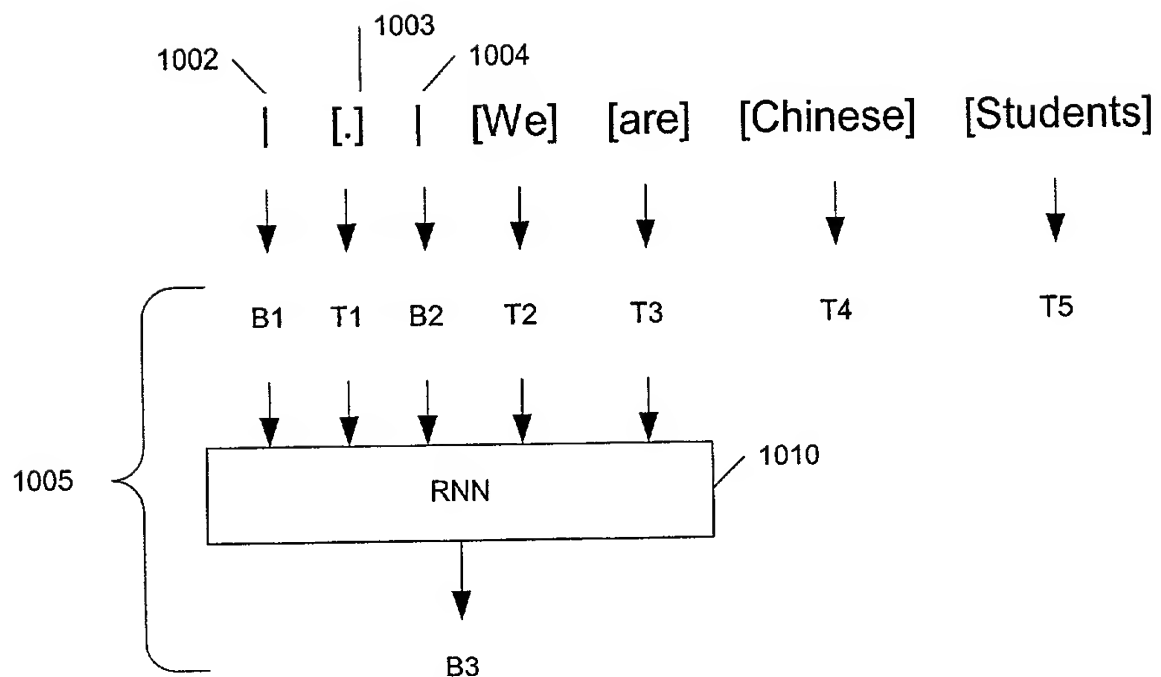 1002 1003 1004
| [.] | [We] [are] [Chinese] [Students]
B1 T1 B2 T2 T3 T4 T5
1005 RNN 1010
B3